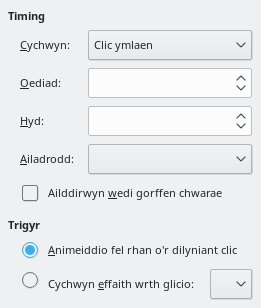 Timing
Cychwyn:
Clic ymlaen
Oediad:
Hyd:
Ailadrodd:
Ailddirwyn wedi gorffen chwarae
Trigyr
Animeiddio fel rhan o'r dilyniant clic
Cychwyn effaith wrth glicio: